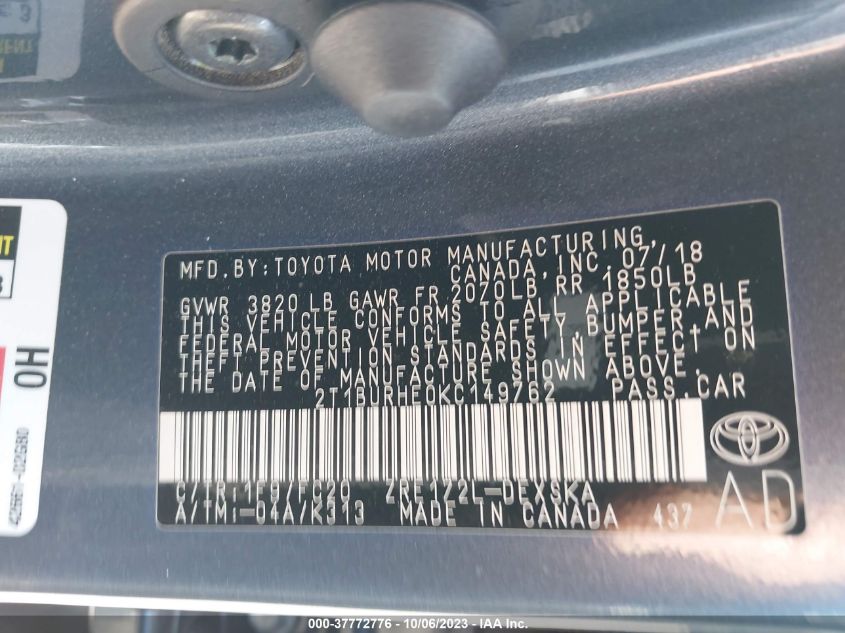 MFD. BY: TOYOTA MOTOR MANUFACTURING,
CANADA, INC. 07/18
GVWR 3820 LB GAWR FR 2070LB RR 1850LB
THIS VEHICLE CONFORMS TO ALL APPLICABLE
FEDERAL MOTOR VEHICLE SAFETY, BUMPER, AND
THEFT PREVENTION STANDARDS IN EFFECT ON
THE DATE OF MANUFACTURE SHOWN ABOVE.
2T1BURHE0KC149762 PASS.CAR
C/TR: 1F9/FC20 ZRE172L-DEXSKA
A/TM: -04A/K313 MADE IN CANADA 437
AD
OH
000-37772776 - 10/06/2023 - IAA Inc.